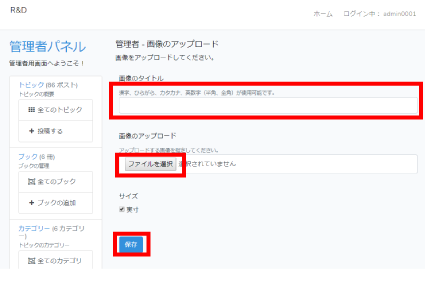 R&D
ホーム
ログイン中： admin0001
管理者パネル
管理者用画面へようこそ！
トピック (86 ポスト)
トピックの概要
全てのトピック
投稿する
ブック (6 冊)
ブックの管理
全てのブック
ブックの追加
カテゴリー (6 カテゴリー)
トピックのカテゴリー
全てのカテゴリ
管理者 - 画像のアップロード
画像をアップロードしてください。
画像のタイトル
漢字、ひらがな、カタカナ、英数字（半角、全角）が使用可能です。
画像のアップロード
アップロードする画像を指定してください。
ファイルを選択 選択されていません
サイズ
実寸
保存